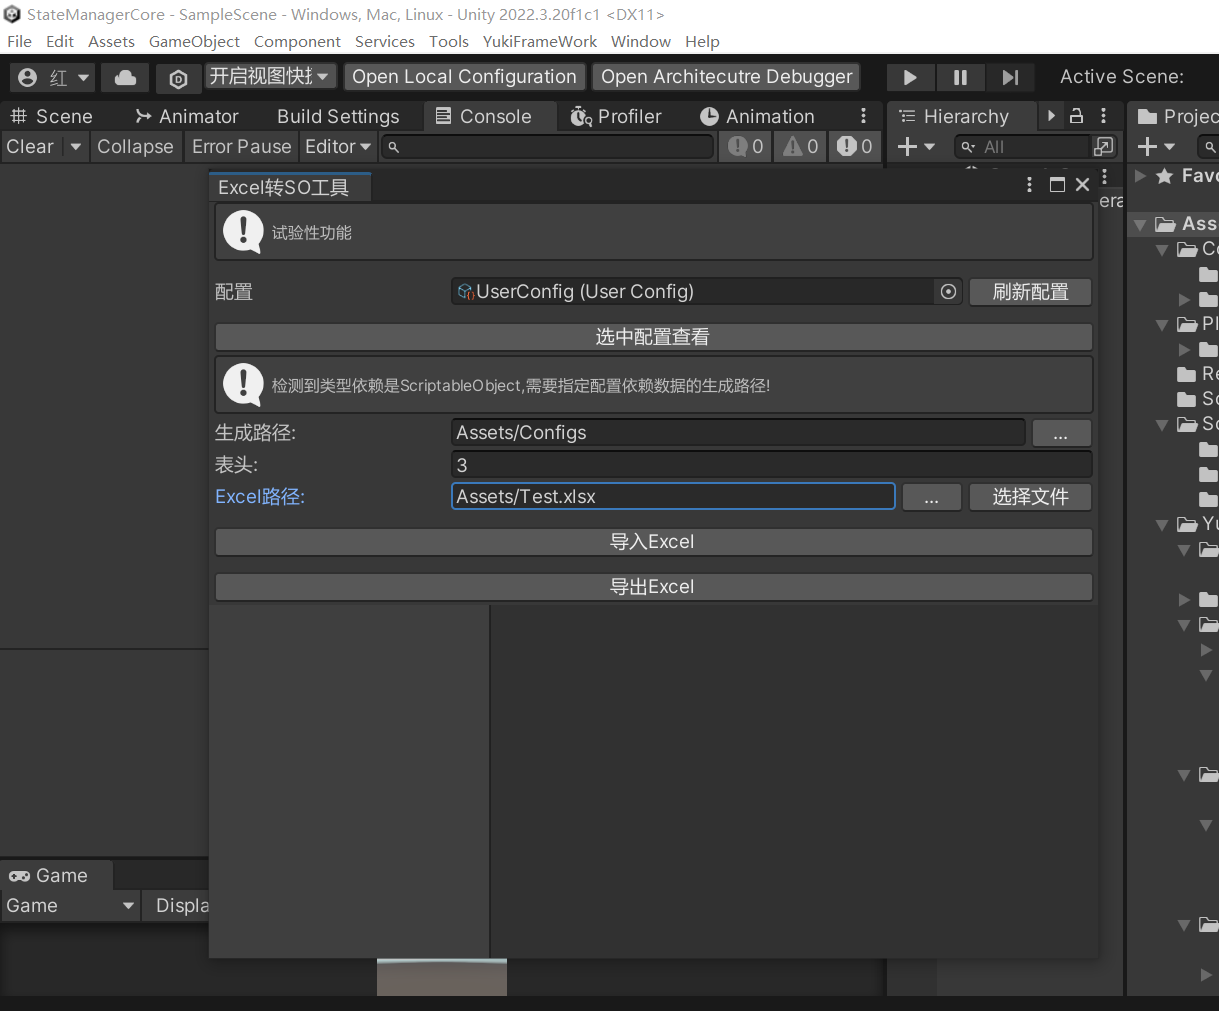 StateManagerCore - SampleScene - Windows, Mac, Linux - Unity 2022.3.20f1c1 <DX11>
File Edit Assets GameObject Component Services Tools YukiFrameWork Window Help
红 开启视图快 Open Local Configuration Open Architecutre Debugger Active Scene:
Scene Animator Build Settings Console Profiler Animation Hierarchy Projec
Clear Collapse Error Pause Editor 0 0 0 All
Excel转SO工具 Favo
era
试验性功能 Ass
配置 UserConfig (User Config) 刷新配置
选中配置查看
检测到类型依赖是ScriptableObject,需要指定配置依赖数据的生成路径!
生成路径: Assets/Configs ...
表头: 3
Excel路径: Assets/Test.xlsx ... 选择文件
导入Excel
导出Excel
Co
Pl
Re
Sc
Yu
Game
Game Displa